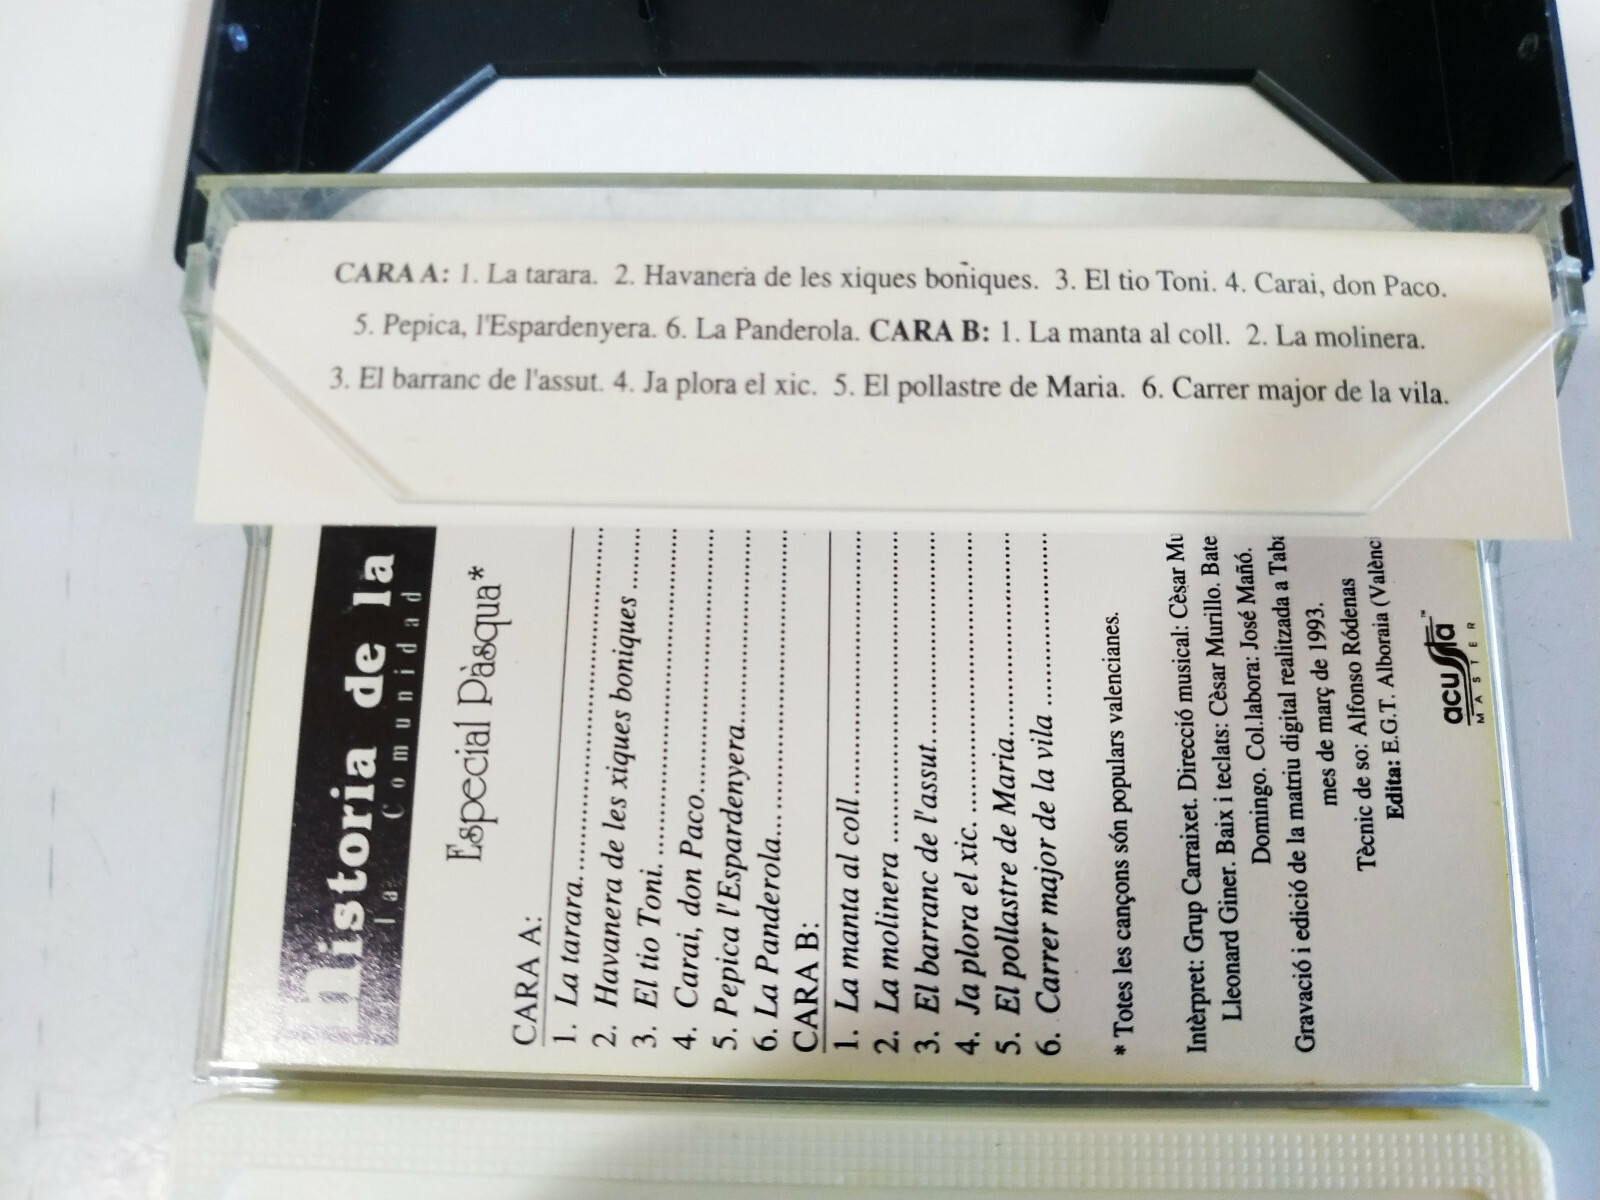 CARA A: 1. La tarara. 2. Havanera de les xiques boniques. 3. El tio Toni. 4. Carai, don Paco.
5. Pepica, l'Espardenyera. 6. La Panderola. CARA B: 1. La manta al coll. 2. La molinera.
3. El barranc de l'assut. 4. Ja plora el xic. 5. El pollastre de Maria. 6. Carrer major de la vila.
historia de la
la Comunidad
Especial Pàsqua*
CARA A:
1. La tarara..........................
2. Havanera de les xiques boniques ........
3. El tio Toni..........................
4. Carai, don Paco..........................
5. Pepica l'Espardenyera....................
6. La Panderola..........................
CARA B:
1. La manta al coll..........................
2. La molinera ..........................
3. El barranc de l'assut....................
4. Ja plora el xic..........................
5. El pollastre de Maria....................
6. Carrer major de la vila ..................
* Totes les cançons són populars valencianes.
Intèrpret: Grup Carraixet. Direcció musical: Cèsar Mu
Lleonard Giner. Baix i teclats: Cèsar Murillo. Bate
Domingo. Col.labora: José Mañó.
Gravació i edició de la matriu digital realitzada a Taba
mes de març de 1993.
Tècnic de so: Alfonso Ródenas
Edita: E.G.T. Alboraia (Valènci
acussta™
MASTER